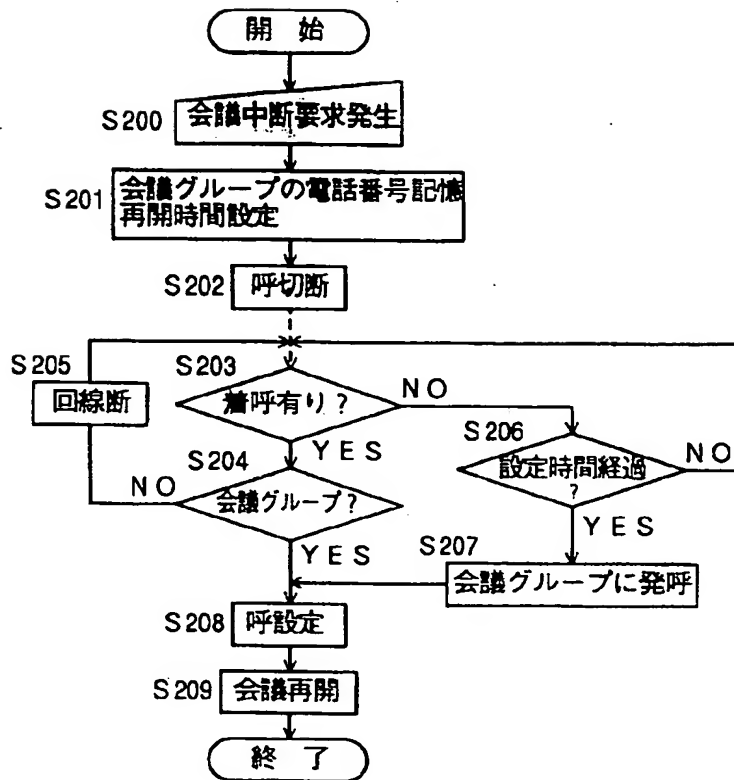 開 始
S200 会議中断要求発生
S201 会議グループの電話番号記憶
再開時間設定
S202 呼切断
S205
回線断
S203
着呼有り?
NO
YES
S204
会議グループ?
NO
YES
S206
設定時間経過
?
NO
YES
S207
会議グループに発呼
S208 呼設定
S209 会議再開
終 了